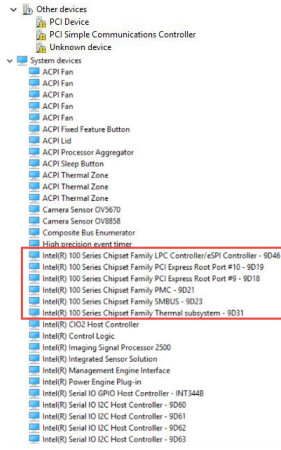 Other devices
PCI Device
PCI Simple Communications Controller
Unknown device
System devices
ACPI Fan
ACPI Fan
ACPI Fan
ACPI Fan
ACPI Fan
ACPI Fixed Feature Button
ACPI Lid
ACPI Processor Aggregator
ACPI Sleep Button
ACPI Thermal Zone
ACPI Thermal Zone
ACPI Thermal Zone
Camera Sensor OV5670
Camera Sensor OV8858
Composite Bus Enumerator
High precision event timer
Intel(R) 100 Series Chipset Family LPC Controller/eSPI Controller - 9D46
Intel(R) 100 Series Chipset Family PCI Express Root Port #10 - 9D19
Intel(R) 100 Series Chipset Family PCI Express Root Port #9 - 9D18
Intel(R) 100 Series Chipset Family PMC - 9D21
Intel(R) 100 Series Chipset Family SMBUS - 9D23
Intel(R) 100 Series Chipset Family Thermal subsystem - 9D31
Intel(R) CIO2 Host Controller
Intel(R) Control Logic
Intel(R) Imaging Signal Processor 2500
Intel(R) Integrated Sensor Solution
Intel(R) Management Engine Interface
Intel(R) Power Engine Plug-in
Intel(R) Serial IO GPIO Host Controller - INT344B
Intel(R) Serial IO I2C Host Controller - 9D60
Intel(R) Serial IO I2C Host Controller - 9D61
Intel(R) Serial IO I2C Host Controller - 9D62
Intel(R) Serial IO I2C Host Controller - 9D63